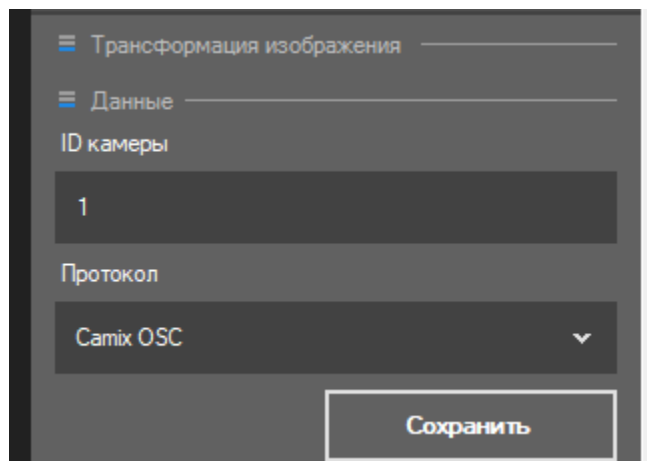 Трансформация изображения
Данные
ID камеры
1
Протокол
Camix OSC
Сохранить